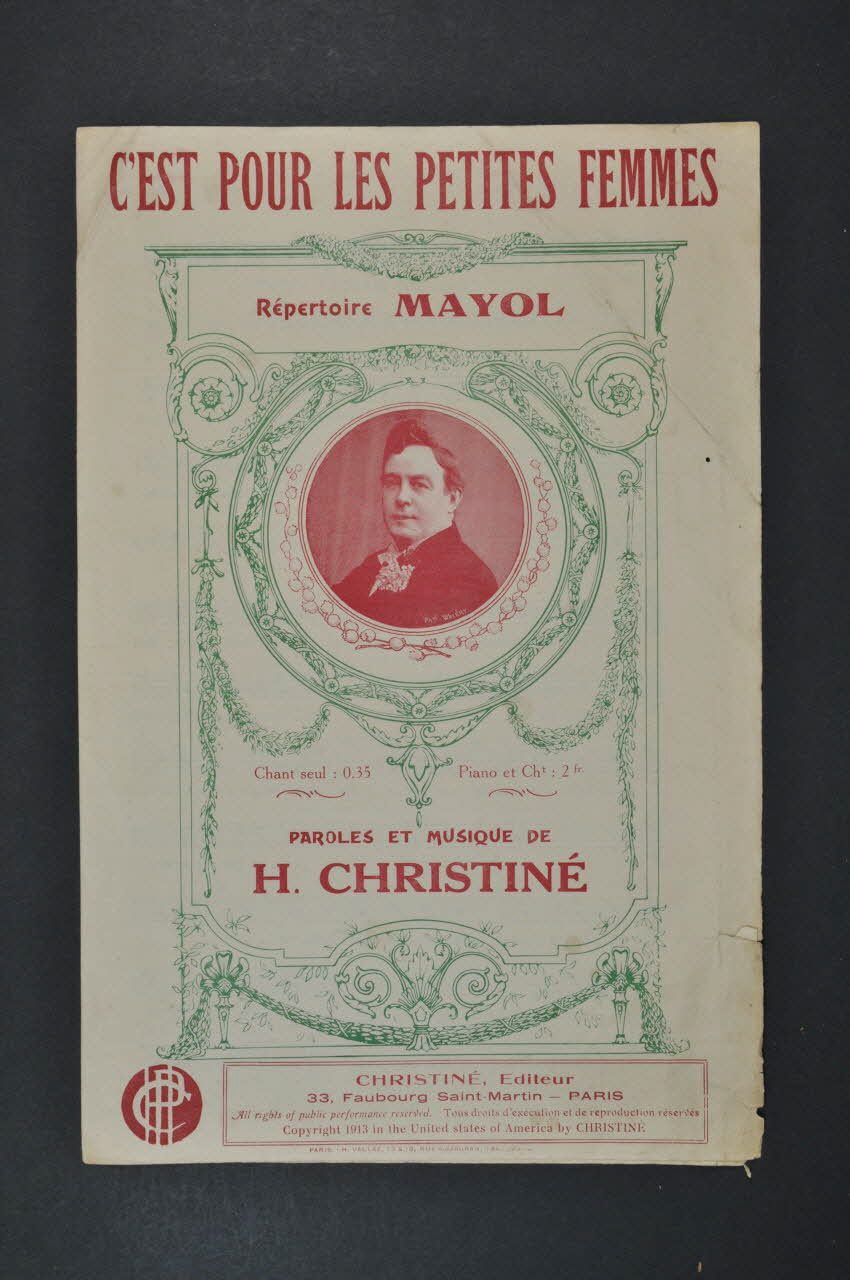 C'EST POUR LES PETITES FEMMES
Répertoire MAYOL
Chant seul : 0.35
Piano et Cht : 2 fr.
PAROLES ET MUSIQUE DE
H. CHRISTINÉ
CHRISTINÉ, Editeur
33, Faubourg Saint-Martin — PARIS
All rights of public performance reserved. Tous droits d'exécution et de reproduction réservés
Copyright 1913 in the United states of America by CHRISTINÉ
PARIS